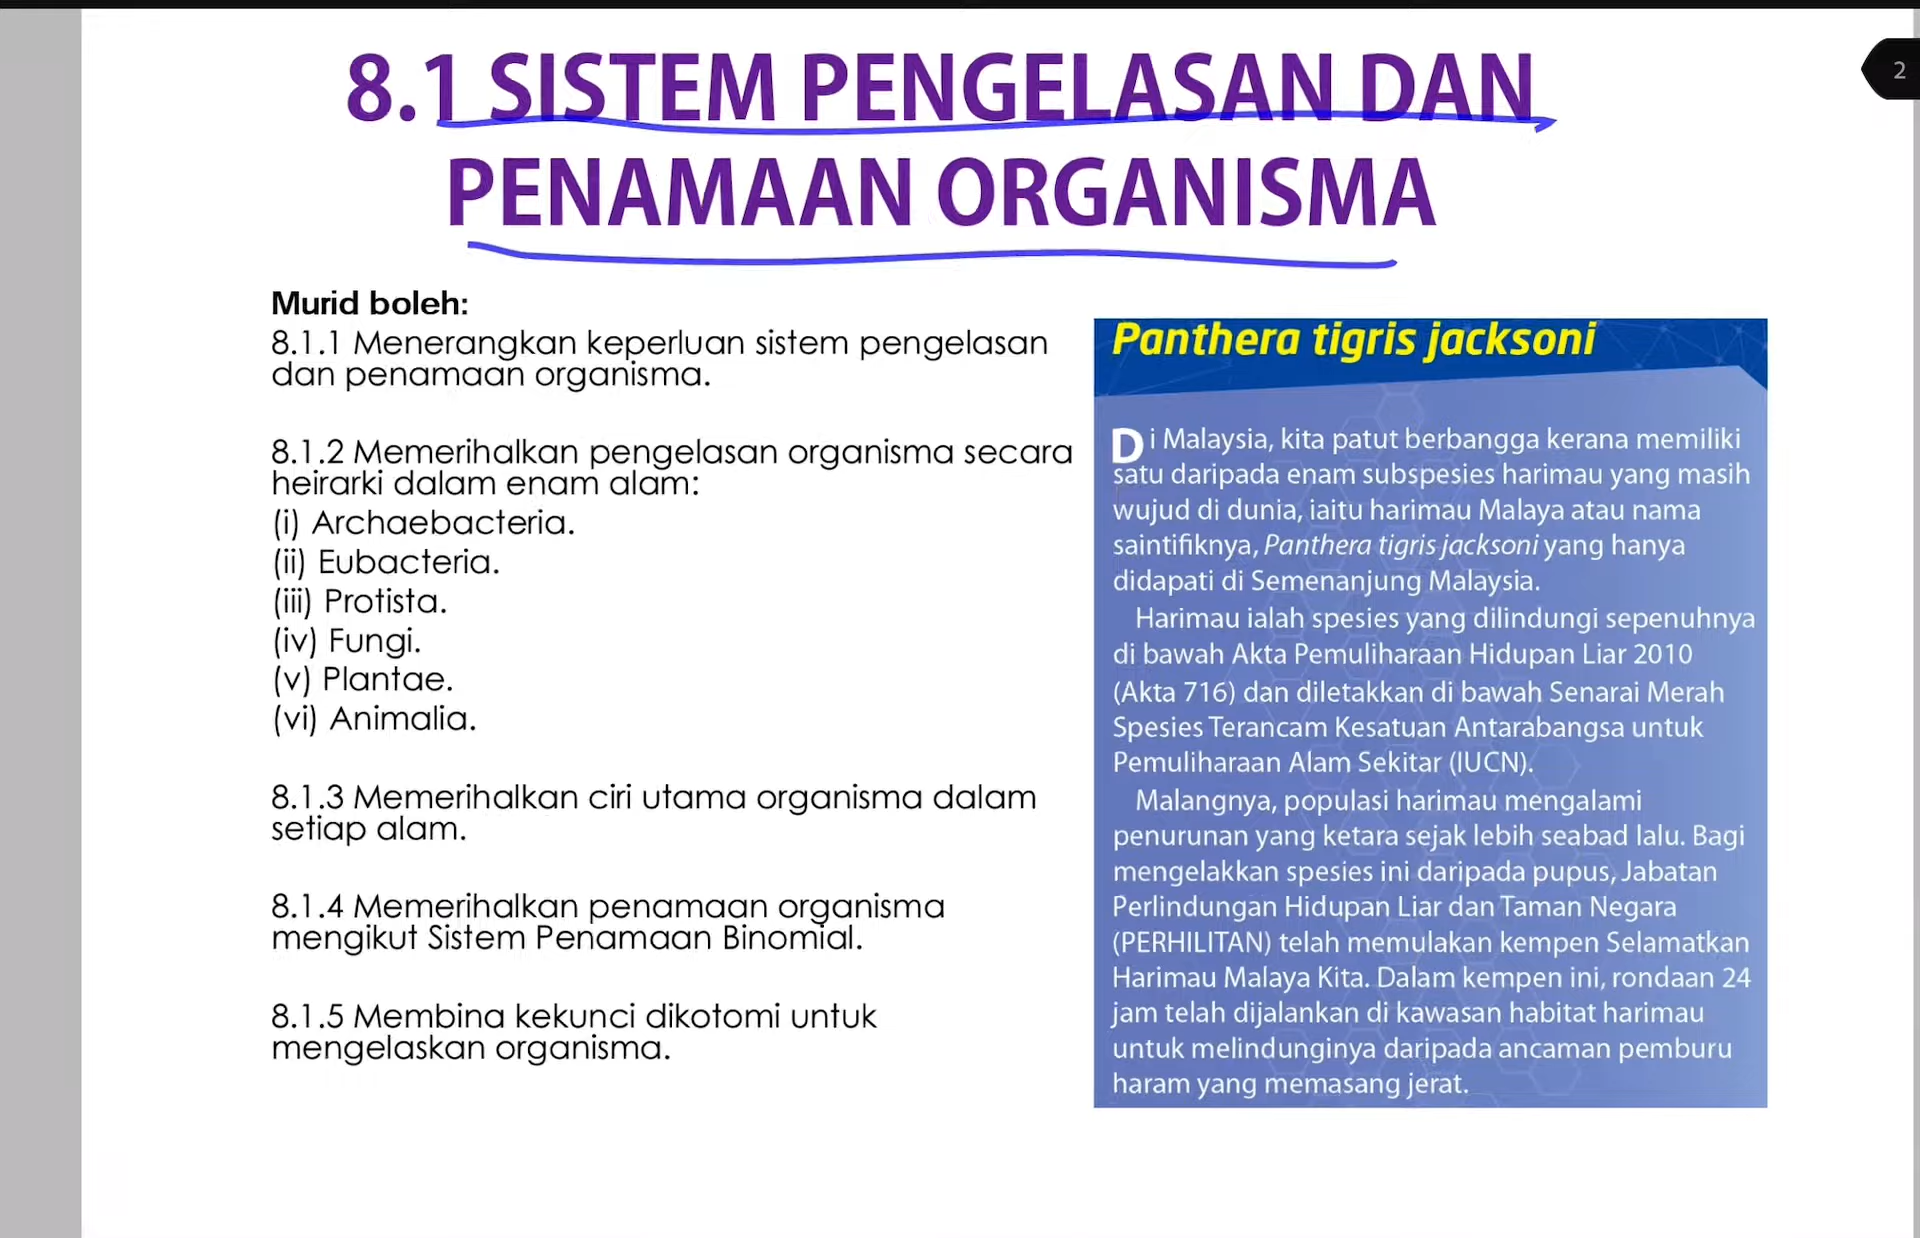 8.1 SISTEM PENGELASAN DAN
PENAMAAN ORGANISMA
2
Murid boleh:
8.1.1 Menerangkan keperluan sistem pengelasan
dan penamaan organisma.
8.1.2 Memerihalkan pengelasan organisma secara
heirarki dalam enam alam:
(i) Archaebacteria.
(ii) Eubacteria.
(iii) Protista.
(iv) Fungi.
(v) Plantae.
(vi) Animalia.
8.1.3 Memerihalkan ciri utama organisma dalam
setiap alam.
8.1.4 Memerihalkan penamaan organisma
mengikut Sistem Penamaan Binomial.
8.1.5 Membina kekunci dikotomi untuk
mengelaskan organisma.
Panthera tigris jacksoni
Di Malaysia, kita patut berbangga kerana memiliki
satu daripada enam subspesies harimau yang masih
wujud di dunia, iaitu harimau Malaya atau nama
saintifiknya, Panthera tigris jacksoni yang hanya
didapati di Semenanjung Malaysia.
Harimau ialah spesies yang dilindungi sepenuhnya
di bawah Akta Pemuliharaan Hidupan Liar 2010
(Akta 716) dan diletakkan di bawah Senarai Merah
Spesies Terancam Kesatuan Antarabangsa untuk
Pemuliharaan Alam Sekitar (IUCN).
Malangnya, populasi harimau mengalami
penurunan yang ketara sejak lebih seabad lalu. Bagi
mengelakkan spesies ini daripada pupus, Jabatan
Perlindungan Hidupan Liar dan Taman Negara
(PERHILITAN) telah memulakan kempen Selamatkan
Harimau Malaya Kita. Dalam kempen ini, rondaan 24
jam telah dijalankan di kawasan habitat harimau
untuk melindunginya daripada ancaman pemburu
haram yang memasang jerat.